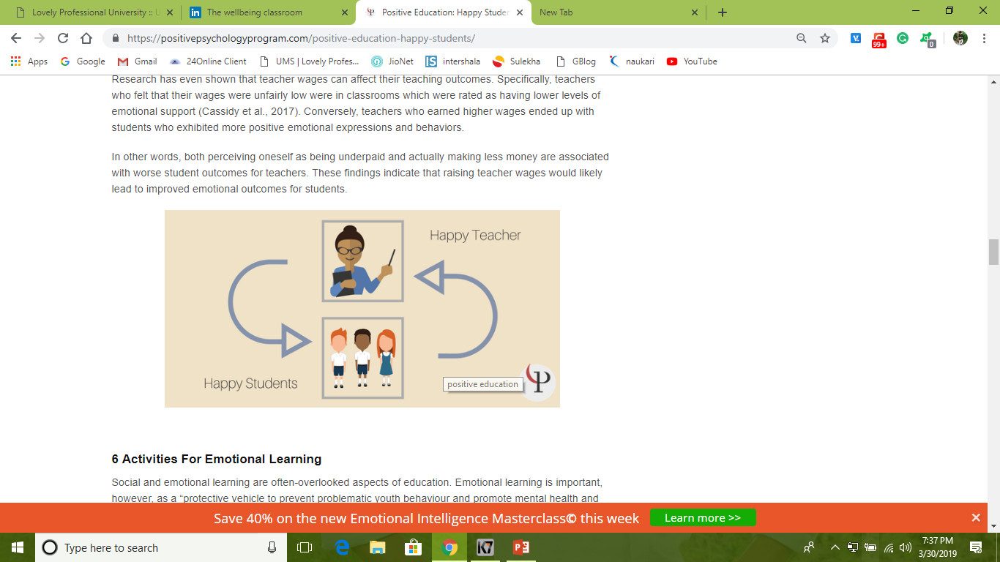 Lovely Professional University :: U
The wellbeing classroom
Positive Education: Happy Studen
New Tab
https://positivepsychologyprogram.com/positive-education-happy-students/
99+
0
Apps
Google
Gmail
24Online Client
UMS | Lovely Profes...
JioNet
intershala
Sulekha
GBlog
naukari
YouTube
Research has even shown that teacher wages can affect their teaching outcomes. Specifically, teachers
who felt that their wages were unfairly low were in classrooms which were rated as having lower levels of
emotional support (Cassidy et al., 2017). Conversely, teachers who earned higher wages ended up with
students who exhibited more positive emotional expressions and behaviors.
In other words, both perceiving oneself as being underpaid and actually making less money are associated
with worse student outcomes for teachers. These findings indicate that raising teacher wages would likely
lead to improved emotional outcomes for students.
Happy Teacher
Happy Students
positive education
6 Activities For Emotional Learning
Social and emotional learning are often-overlooked aspects of education. Emotional learning is important,
however, as a “protective vehicle to prevent problematic youth behaviour and promote mental health and
Save 40% on the new Emotional Intelligence Masterclass© this week
Learn more >>
Type here to search
7:37 PM
3/30/2019